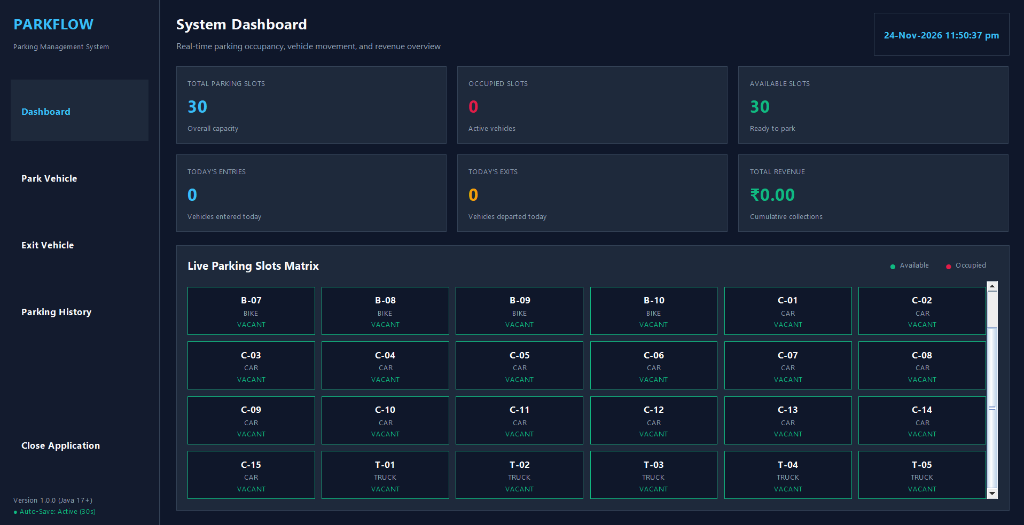 PARKFLOW
Parking Management System
Dashboard
Park Vehicle
Exit Vehicle
Parking History
Close Application
Version 1.0.0 (Java 17+)
Auto-Save: Active (30s)
System Dashboard
Real-time parking occupancy, vehicle movement, and revenue overview
24-Nov-2026 11:50:37 pm
TOTAL PARKING SLOTS
30
Overall capacity
OCCUPIED SLOTS
0
Active vehicles
AVAILABLE SLOTS
30
Ready to park
TODAY'S ENTRIES
0
Vehicles entered today
TODAY'S EXITS
0
Vehicles departed today
TOTAL REVENUE
₹0.00
Cumulative collections
Live Parking Slots Matrix
Available
Occupied
B-07
BIKE
VACANT
B-08
BIKE
VACANT
B-09
BIKE
VACANT
B-10
BIKE
VACANT
C-01
CAR
VACANT
C-02
CAR
VACANT
C-03
CAR
VACANT
C-04
CAR
VACANT
C-05
CAR
VACANT
C-06
CAR
VACANT
C-07
CAR
VACANT
C-08
CAR
VACANT
C-09
CAR
VACANT
C-10
CAR
VACANT
C-11
CAR
VACANT
C-12
CAR
VACANT
C-13
CAR
VACANT
C-14
CAR
VACANT
C-15
CAR
VACANT
T-01
TRUCK
VACANT
T-02
TRUCK
VACANT
T-03
TRUCK
VACANT
T-04
TRUCK
VACANT
T-05
TRUCK
VACANT